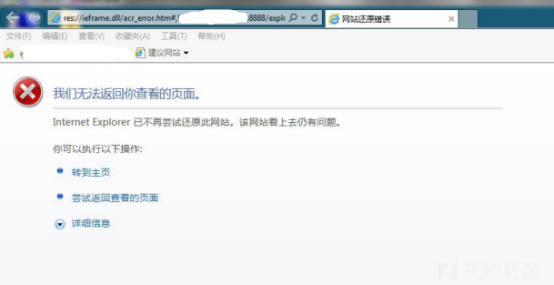 res://ieframe.dll/acr_error.htm#, :8888/explo
网站还原错误
文件(F) 编辑(E) 查看(V) 收藏夹(A) 工具(T) 帮助(H)
建议网站
我们无法返回你查看的页面。
Internet Explorer 已不再尝试还原此网站。该网站看上去仍有问题。
你可以执行以下操作:
转到主页
尝试返回查看的页面
详细信息
先知社区